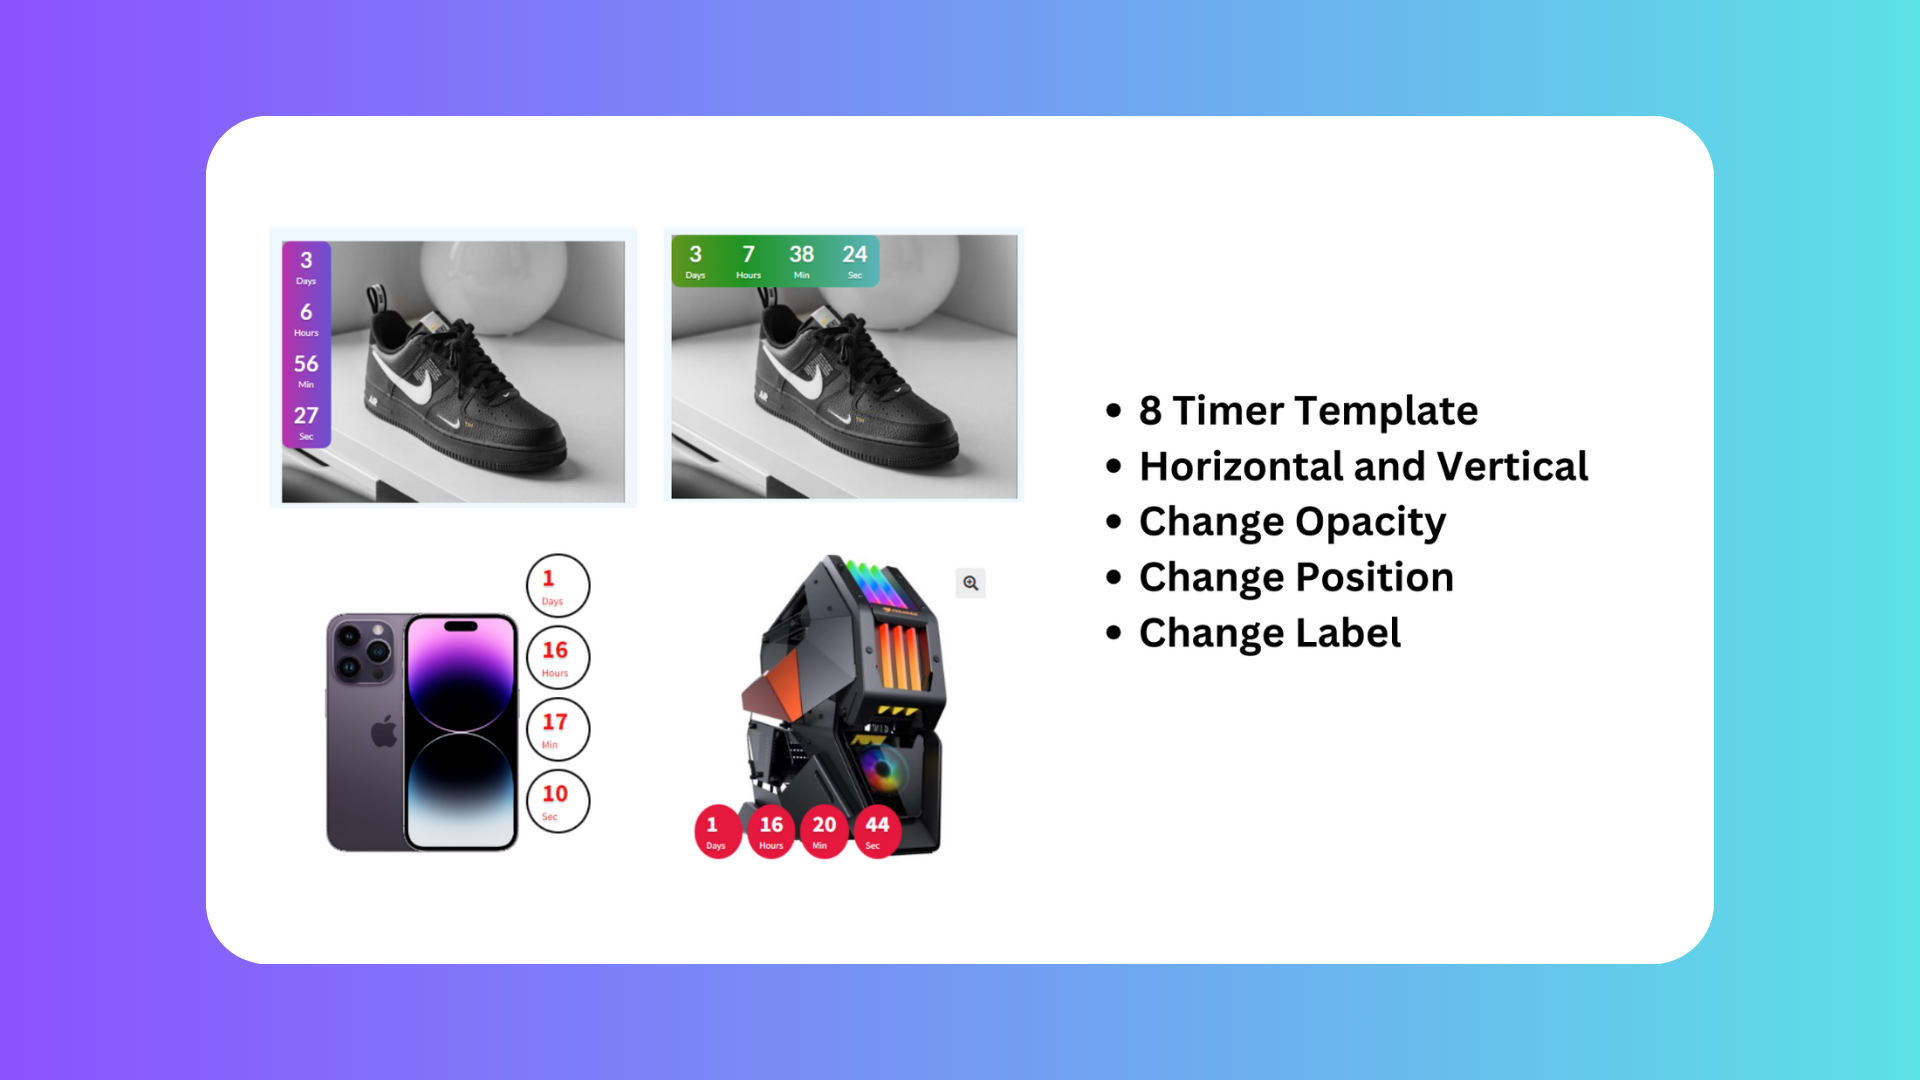 3
Days
6
Hours
56
Min
27
Sec
3 7 38 24
Days Hours Min Sec
AIR
AIR
1
Days
16
Hours
17
Min
10
Sec
1 16 20 44
Days Hours Min Sec
• 8 Timer Template
• Horizontal and Vertical
• Change Opacity
• Change Position
• Change Label